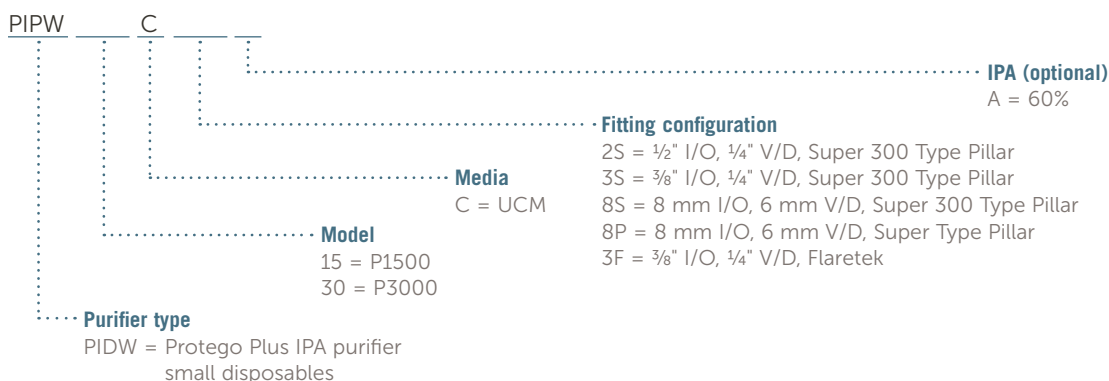 PIPW C
IPA (optional)
A = 60%
Fitting configuration
2S = ½" I/O, ¼" V/D, Super 300 Type Pillar
3S = ⅜" I/O, ¼" V/D, Super 300 Type Pillar
8S = 8 mm I/O, 6 mm V/D, Super 300 Type Pillar
8P = 8 mm I/O, 6 mm V/D, Super Type Pillar
3F = ⅜" I/O, ¼" V/D, Flaretek
Media
C = UCM
Model
15 = P1500
30 = P3000
Purifier type
PIDW = Protego Plus IPA purifier
small disposables